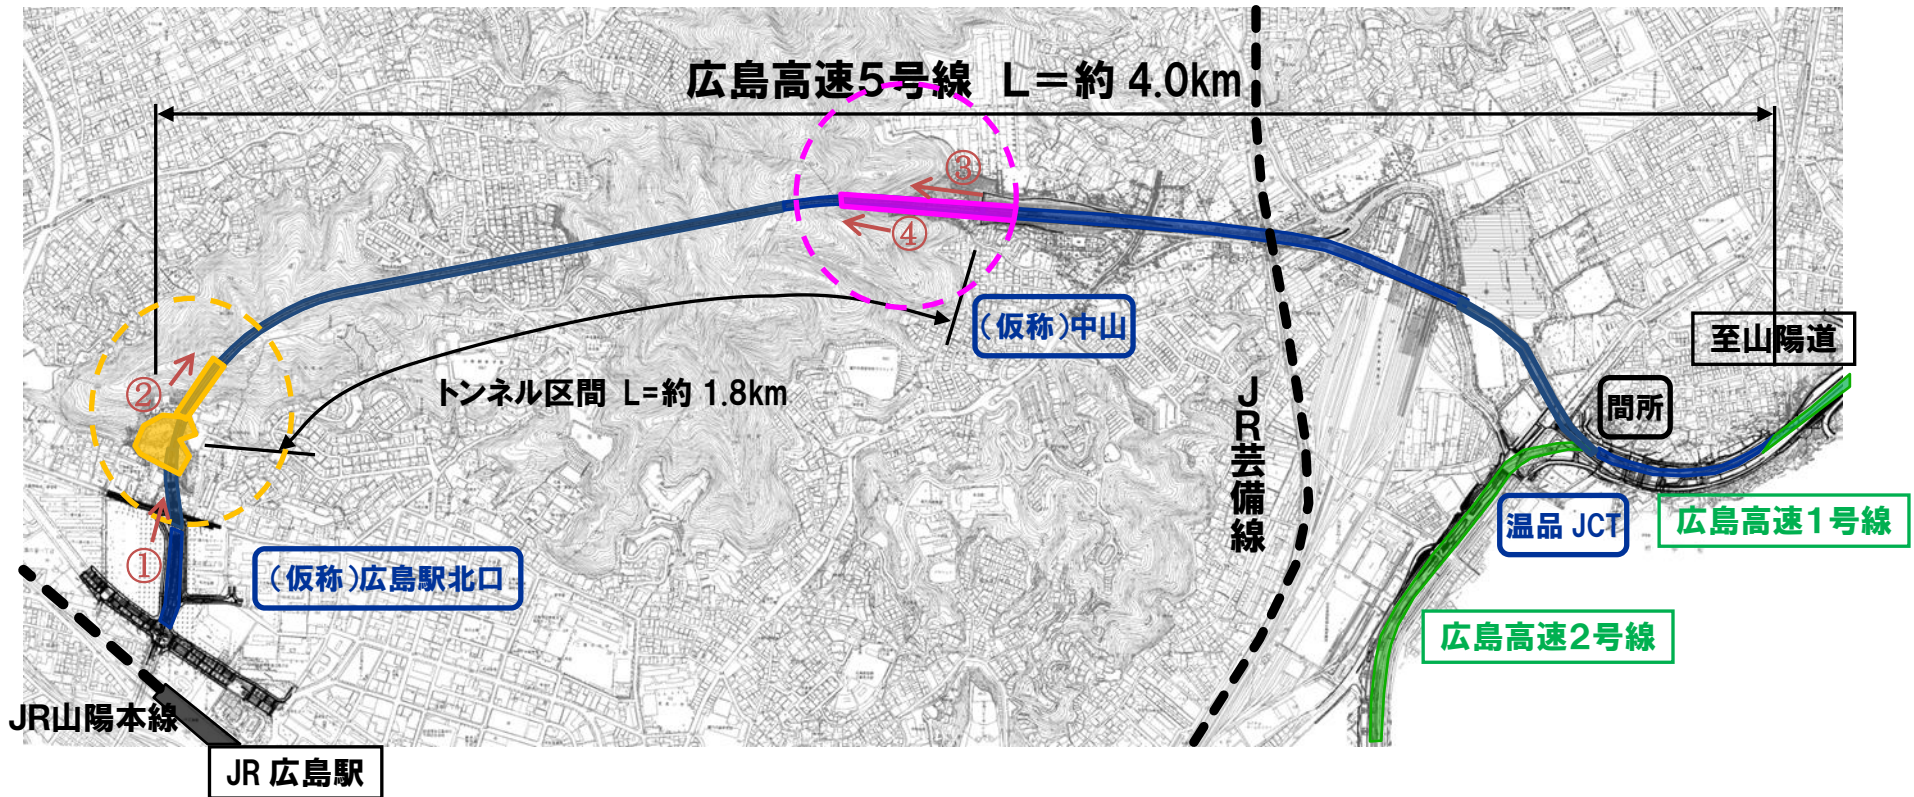 広島高速5号線 L=約 4.0km
③
④
(仮称)中山
至山陽道
②
トンネル区間 L=約 1.8km
JR芸備線
間所
①
(仮称)広島駅北口
温品 JCT
広島高速1号線
広島高速2号線
JR山陽本線
JR 広島駅